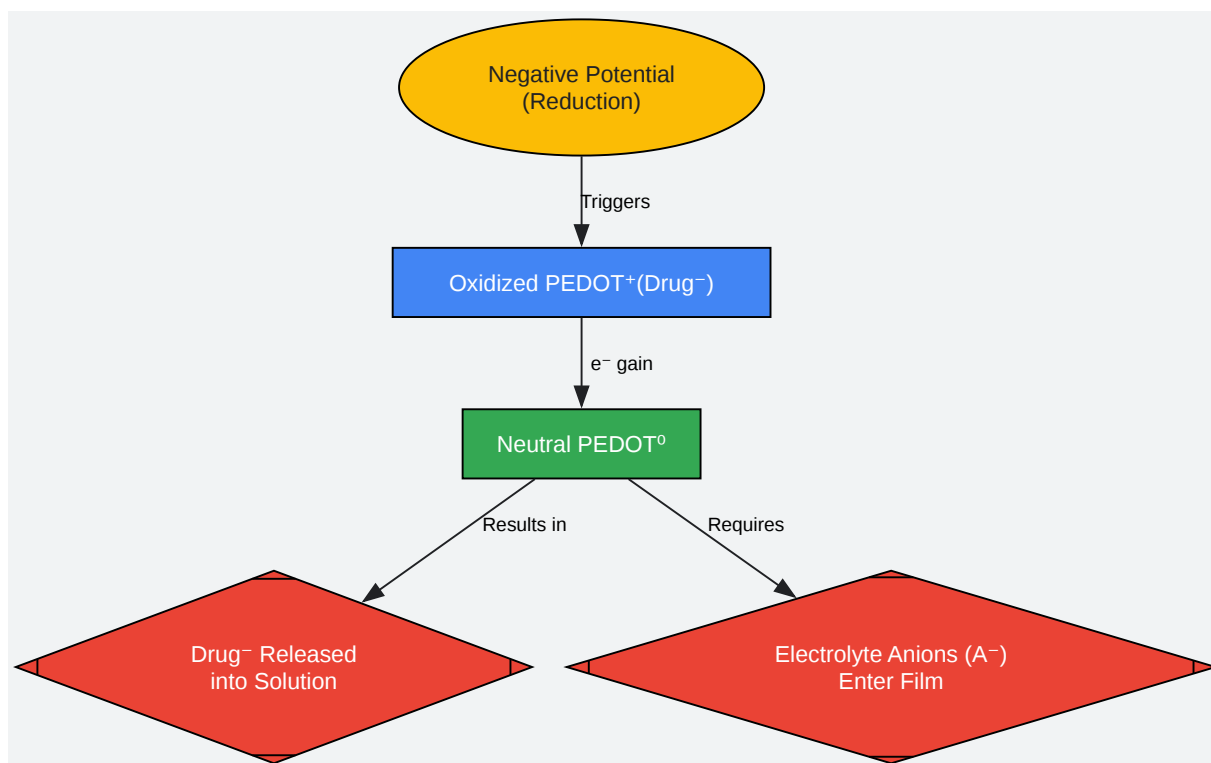 Negative Potential
(Reduction)
Triggers
Oxidized PEDOT⁺(Drug⁻)
e⁻ gain
Neutral PEDOT⁰
Results in
Requires
Drug⁻ Released
into Solution
Electrolyte Anions (A⁻)
Enter Film